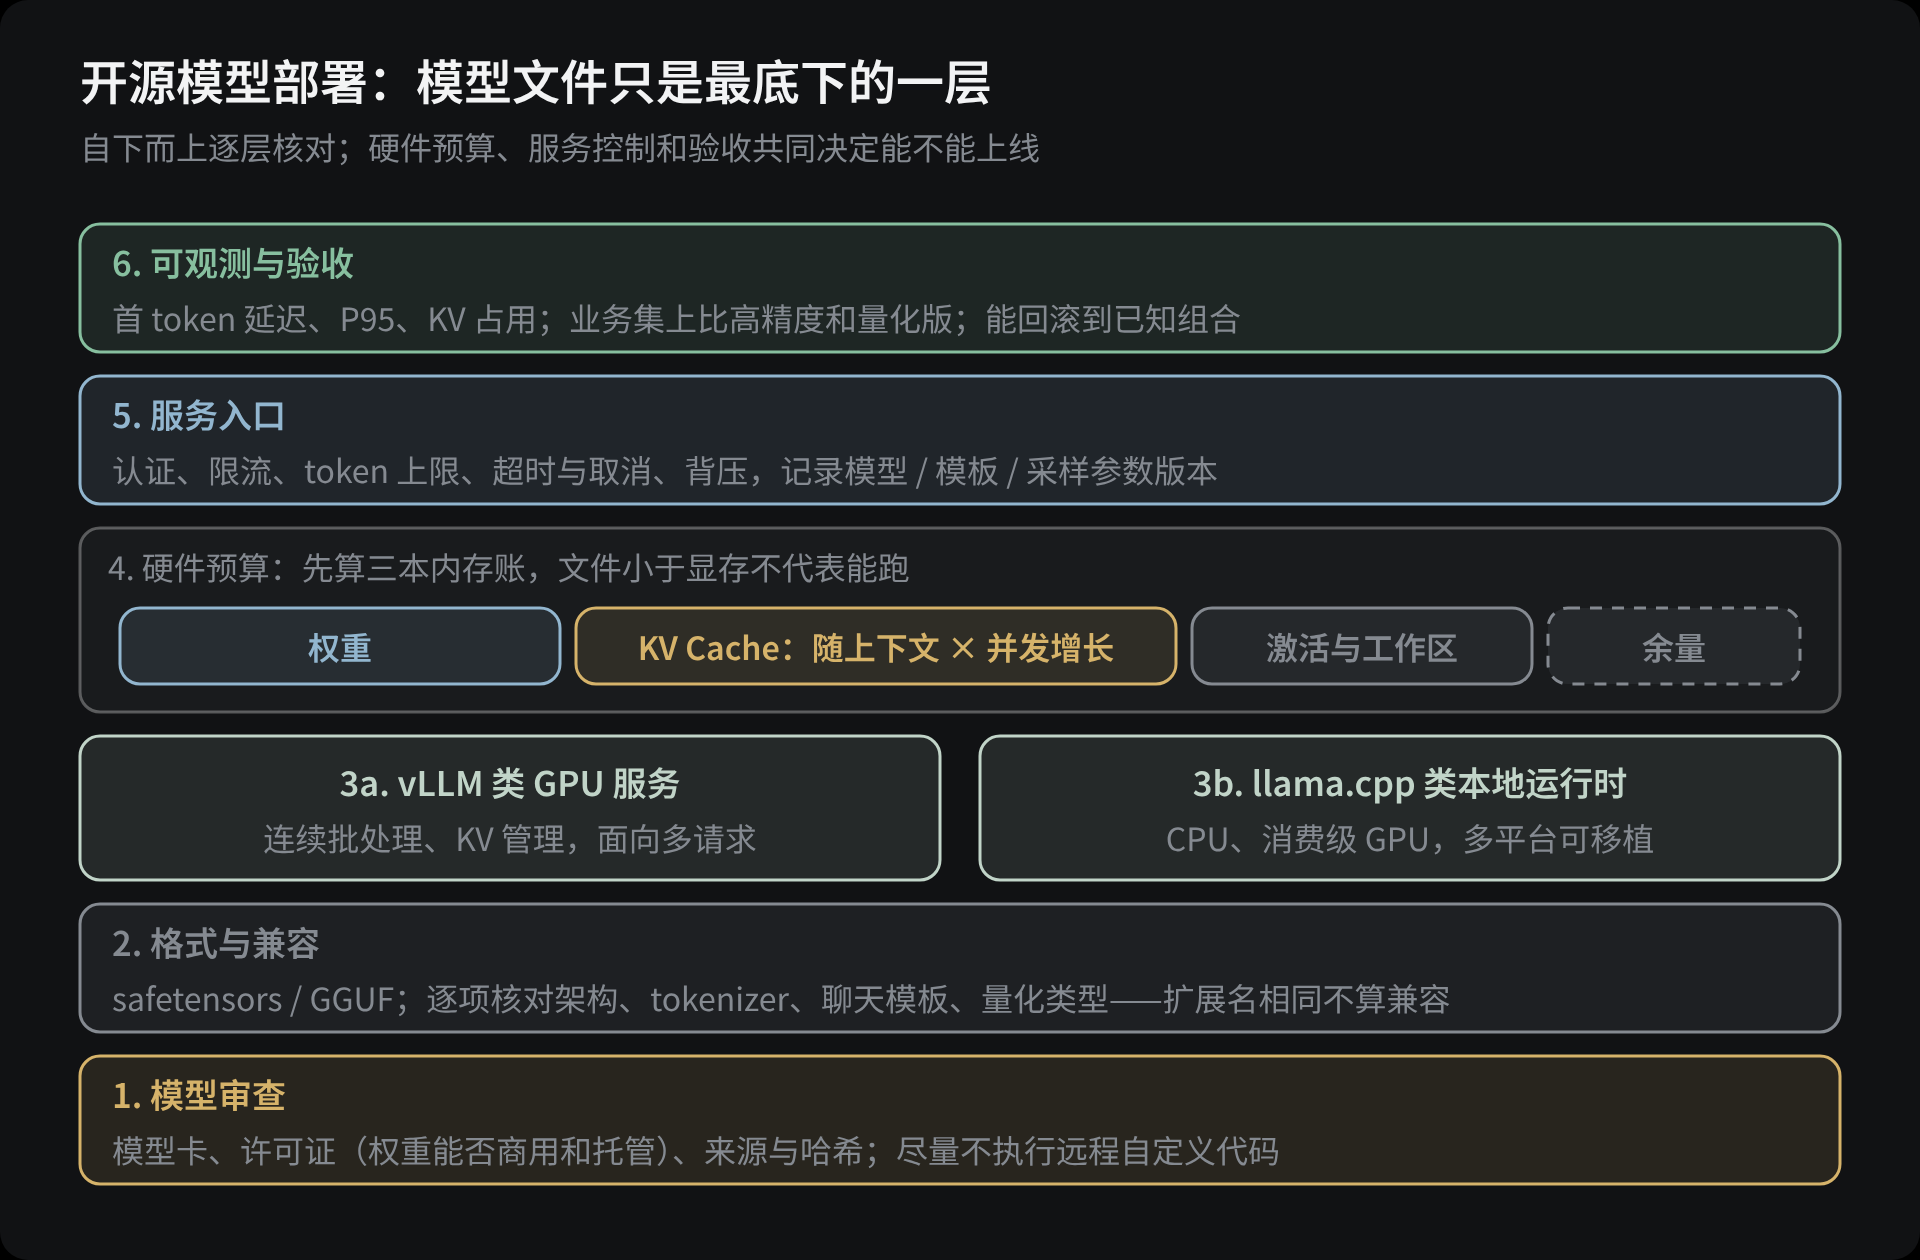 开源模型部署：模型文件只是最底下的一层
自下而上逐层核对；硬件预算、服务控制和验收共同决定能不能上线
6. 可观测与验收
首 token 延迟、P95、KV 占用；业务集上比高精度和量化版；能回滚到已知组合
5. 服务入口
认证、限流、token 上限、超时与取消、背压，记录模型 / 模板 / 采样参数版本
4. 硬件预算：先算三本内存账，文件小于显存不代表能跑
权重
KV Cache：随上下文 × 并发增长
激活与工作区
余量
3a. vLLM 类 GPU 服务
连续批处理、KV 管理，面向多请求
3b. llama.cpp 类本地运行时
CPU、消费级 GPU，多平台可移植
2. 格式与兼容
safetensors / GGUF；逐项核对架构、tokenizer、聊天模板、量化类型——扩展名相同不算兼容
1. 模型审查
模型卡、许可证（权重能否商用和托管）、来源与哈希；尽量不执行远程自定义代码